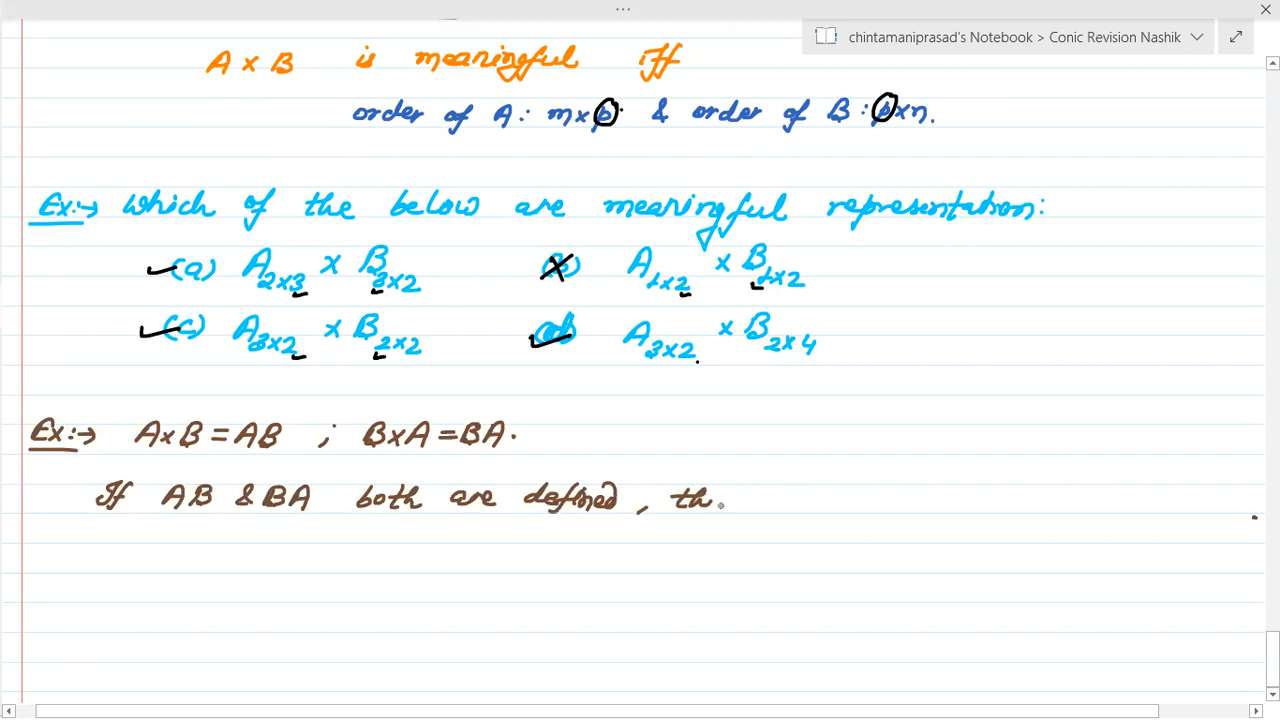 ...
chintamaniprasad's Notebook > Conic Revision Nashik
A × B is meaningful iff
order of A : m×p & order of B : p×n.
Ex:→ Which of the below are meaningful representation:
(a) A2×3 × B3×2 (b) A1×2 × B1×2
(c) A3×2 × B2×2 (d) A3×2 × B2×4
Ex:→ A×B = AB ; B×A = BA.
If AB & BA both are defined, th